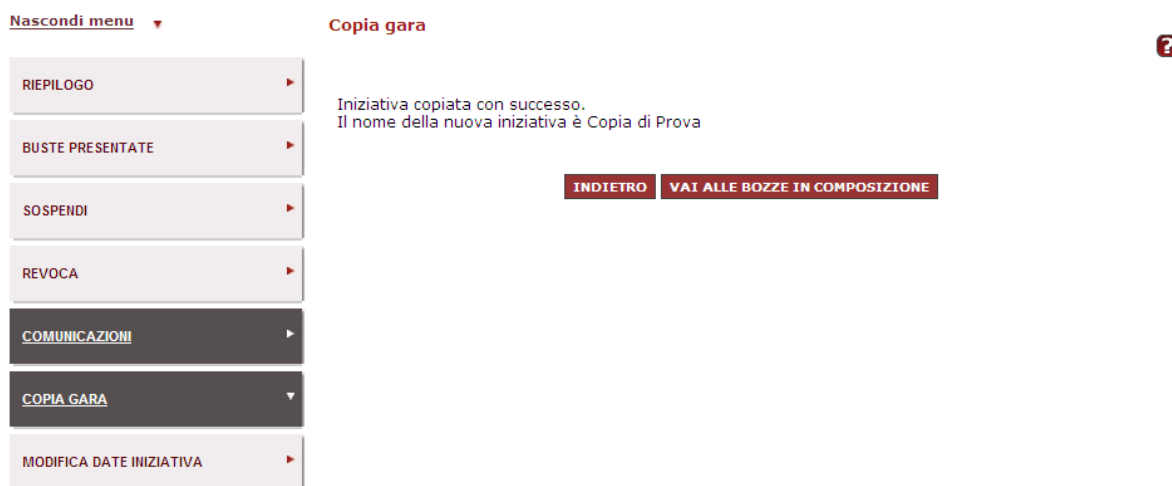 Nascondi menu
Copia gara
?
RIEPILOGO
Iniziativa copiata con successo.
Il nome della nuova iniziativa è Copia di Prova
BUSTE PRESENTATE
INDIETRO
VAI ALLE BOZZE IN COMPOSIZIONE
SOSPENDI
REVOCA
COMUNICAZIONI
COPIA GARA
MODIFICA DATE INIZIATIVA